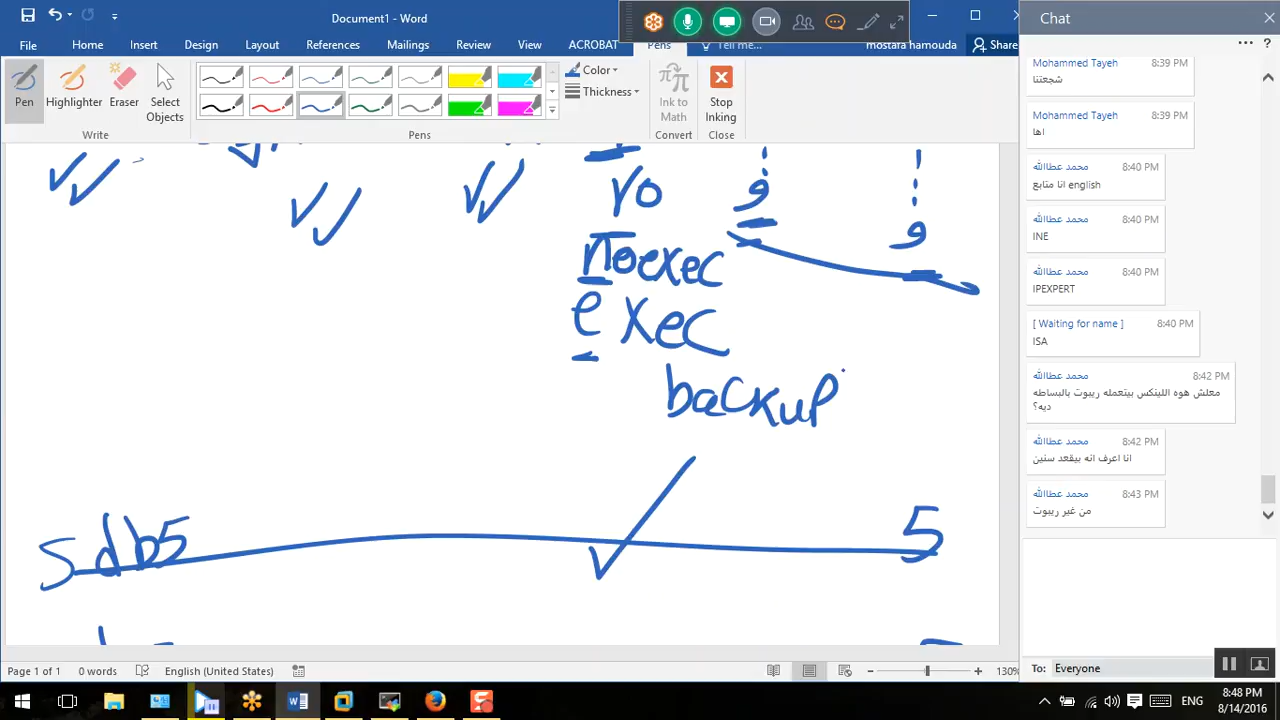 Document1 - Word
Chat
File
Home
Insert
Design
Layout
References
Mailings
Review
View
ACROBAT
Pens
Tell me...
mostafa hamouda
Share
Pen
Highlighter
Eraser
Select Objects
Color
Thickness
Ink to Math
Stop Inking
Write
Pens
Convert
Close
ro
و
و
noexec
exec
backup
sdb5
5
Mohammed Tayeh 8:39 PM
شجعتنا
Mohammed Tayeh 8:39 PM
اها
محمد عطاالله 8:40 PM
انا متابع english
محمد عطاالله 8:40 PM
INE
محمد عطاالله 8:40 PM
IPEXPERT
[ Waiting for name ] 8:40 PM
ISA
محمد عطاالله 8:42 PM
معلش هوه اللينكس بيتعمله ريبوت بالبساطه
ديه؟
محمد عطاالله 8:42 PM
انا اعرف انه بيقعد سنين
محمد عطاالله 8:43 PM
من غير ريبوت
To: Everyone
Page 1 of 1
0 words
English (United States)
130%
ENG
8:48 PM
8/14/2016